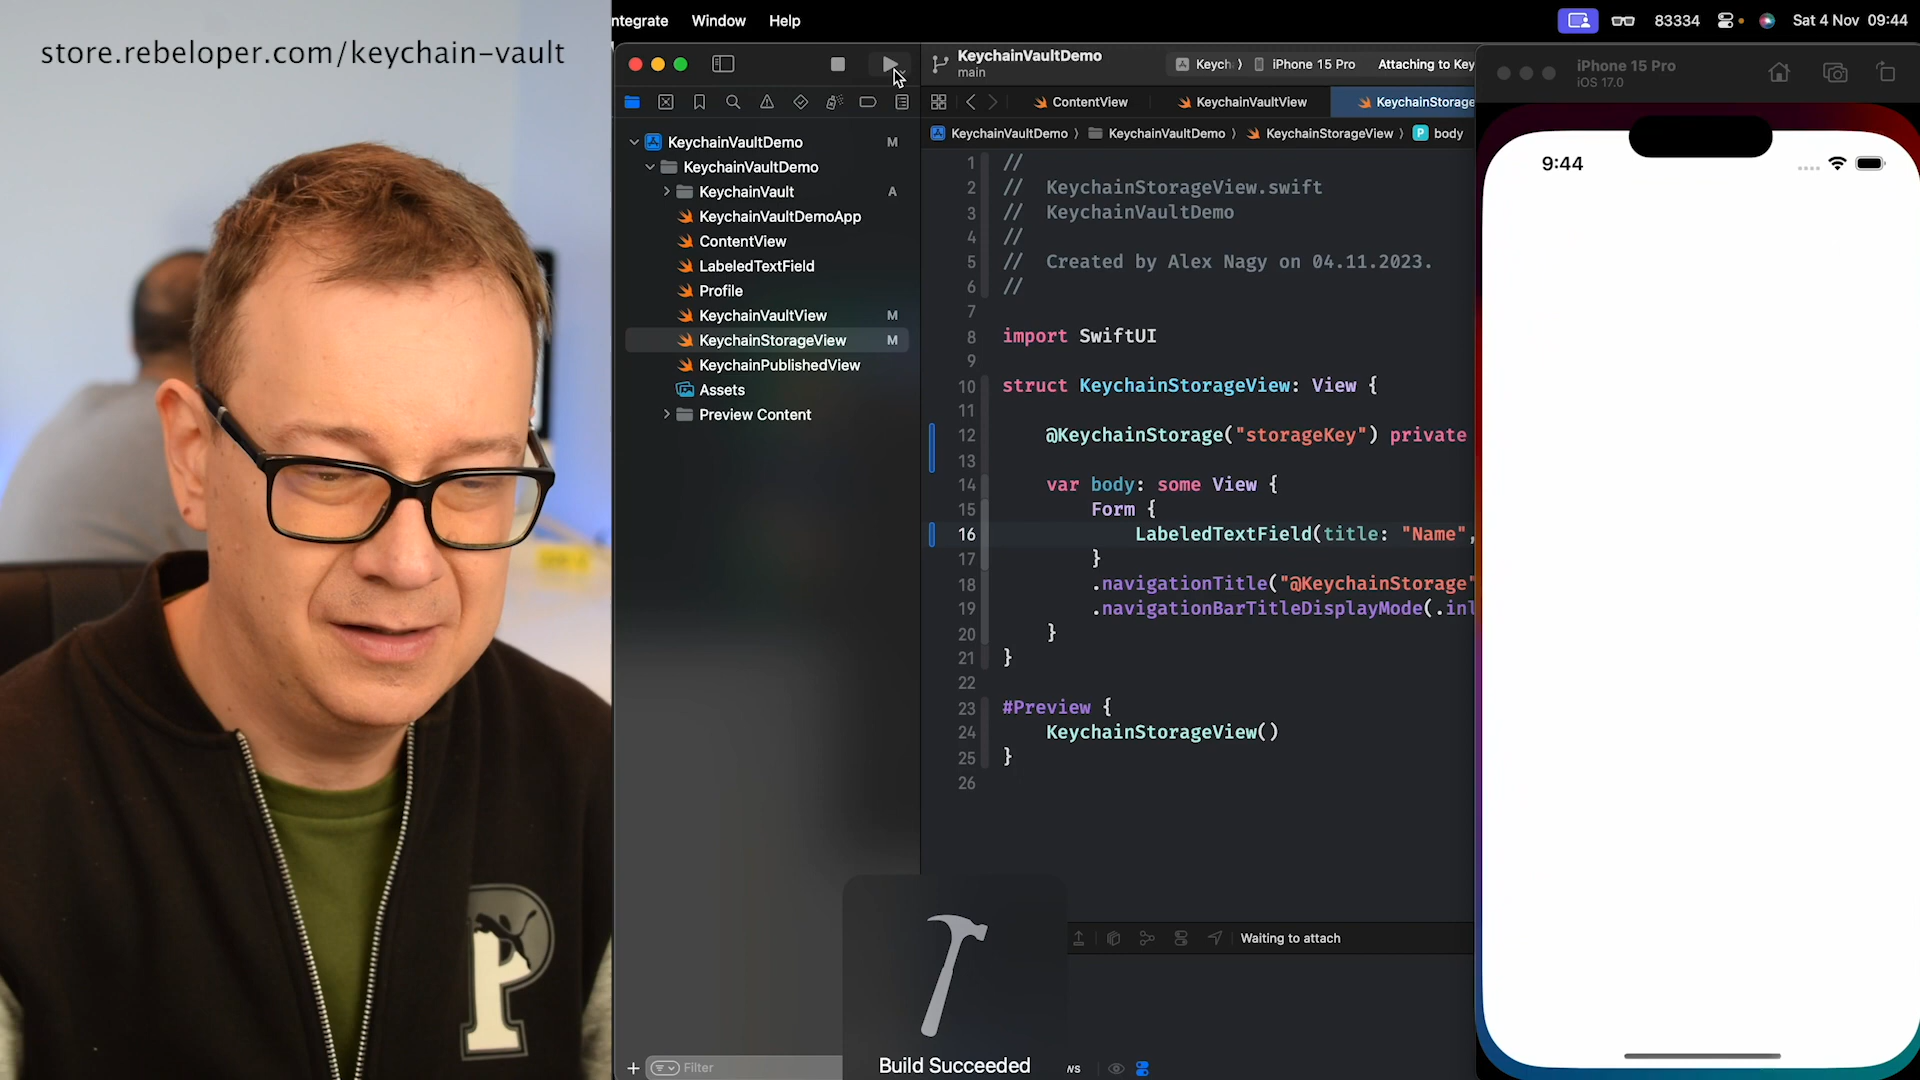 store.rebeloper.com/keychain-vault
ntegrate Window Help
83334
Sat 4 Nov 09:44
KeychainVaultDemo
main
Keych
iPhone 15 Pro
Attaching to Key
iPhone 15 Pro
iOS 17.0
ContentView
KeychainVaultView
KeychainStorage
KeychainVaultDemo
KeychainVaultDemo
KeychainStorageView
P body
KeychainVaultDemo M
KeychainVaultDemo
KeychainVault A
KeychainVaultDemoApp
ContentView
LabeledTextField
Profile
KeychainVaultView M
KeychainStorageView M
KeychainPublishedView
Assets
Preview Content
1 //
2 // KeychainStorageView.swift
3 // KeychainVaultDemo
4 //
5 // Created by Alex Nagy on 04.11.2023.
6 //
7
8 import SwiftUI
9
10 struct KeychainStorageView: View {
11
12 @KeychainStorage("storageKey") private
13
14 var body: some View {
15 Form {
16 LabeledTextField(title: "Name",
17 }
18 .navigationTitle("@KeychainStorage"
19 .navigationBarTitleDisplayMode(.inl
20 }
21 }
22
23 #Preview {
24 KeychainStorageView()
25 }
26
9:44
Waiting to attach
Filter
Build Succeeded
ws
P